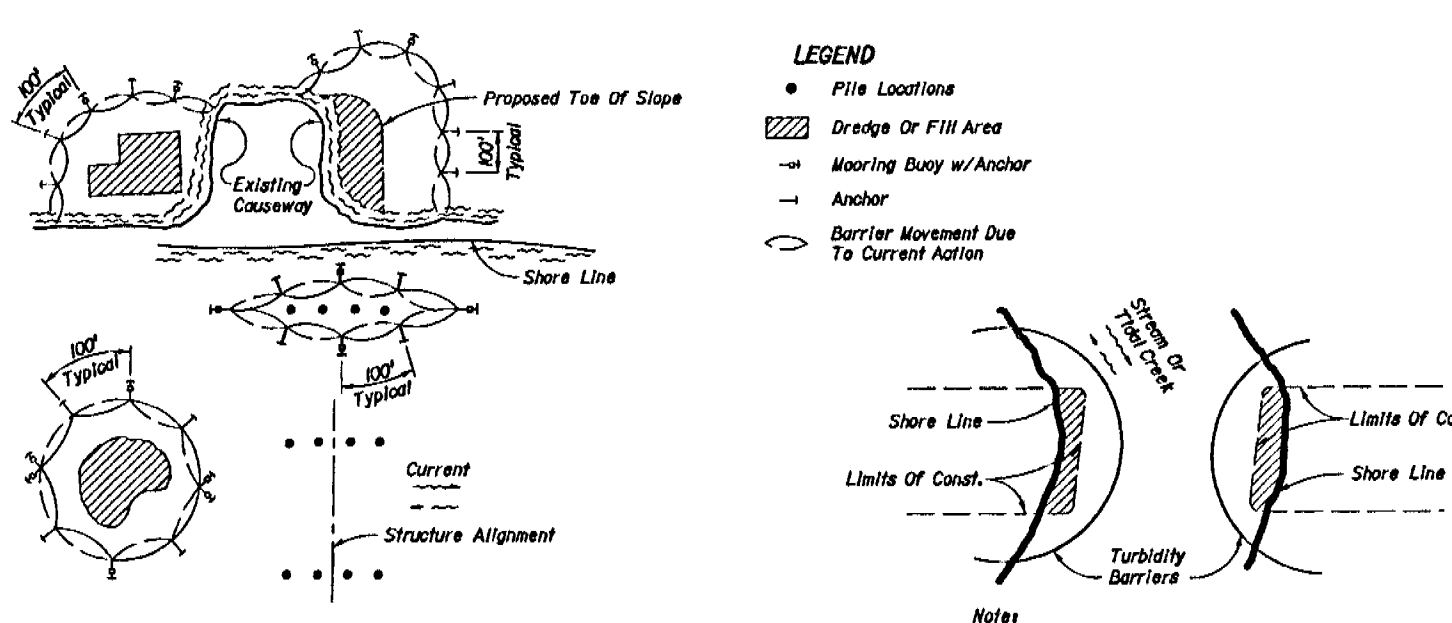 100'
Typical
Proposed Toe Of Slope
100'
Typical
Existing
Causeway
Shore Line
100'
Typical
100'
Typical
Current
Structure Alignment
LEGEND
Pile Locations
Dredge Or Fill Area
Mooring Buoy w/Anchor
Anchor
Barrier Movement Due
To Current Action
Stream Or
Tidal Creek
Shore Line
Limits Of Const.
Limits Of Co
Shore Line
Turbidity
Barriers
Note: